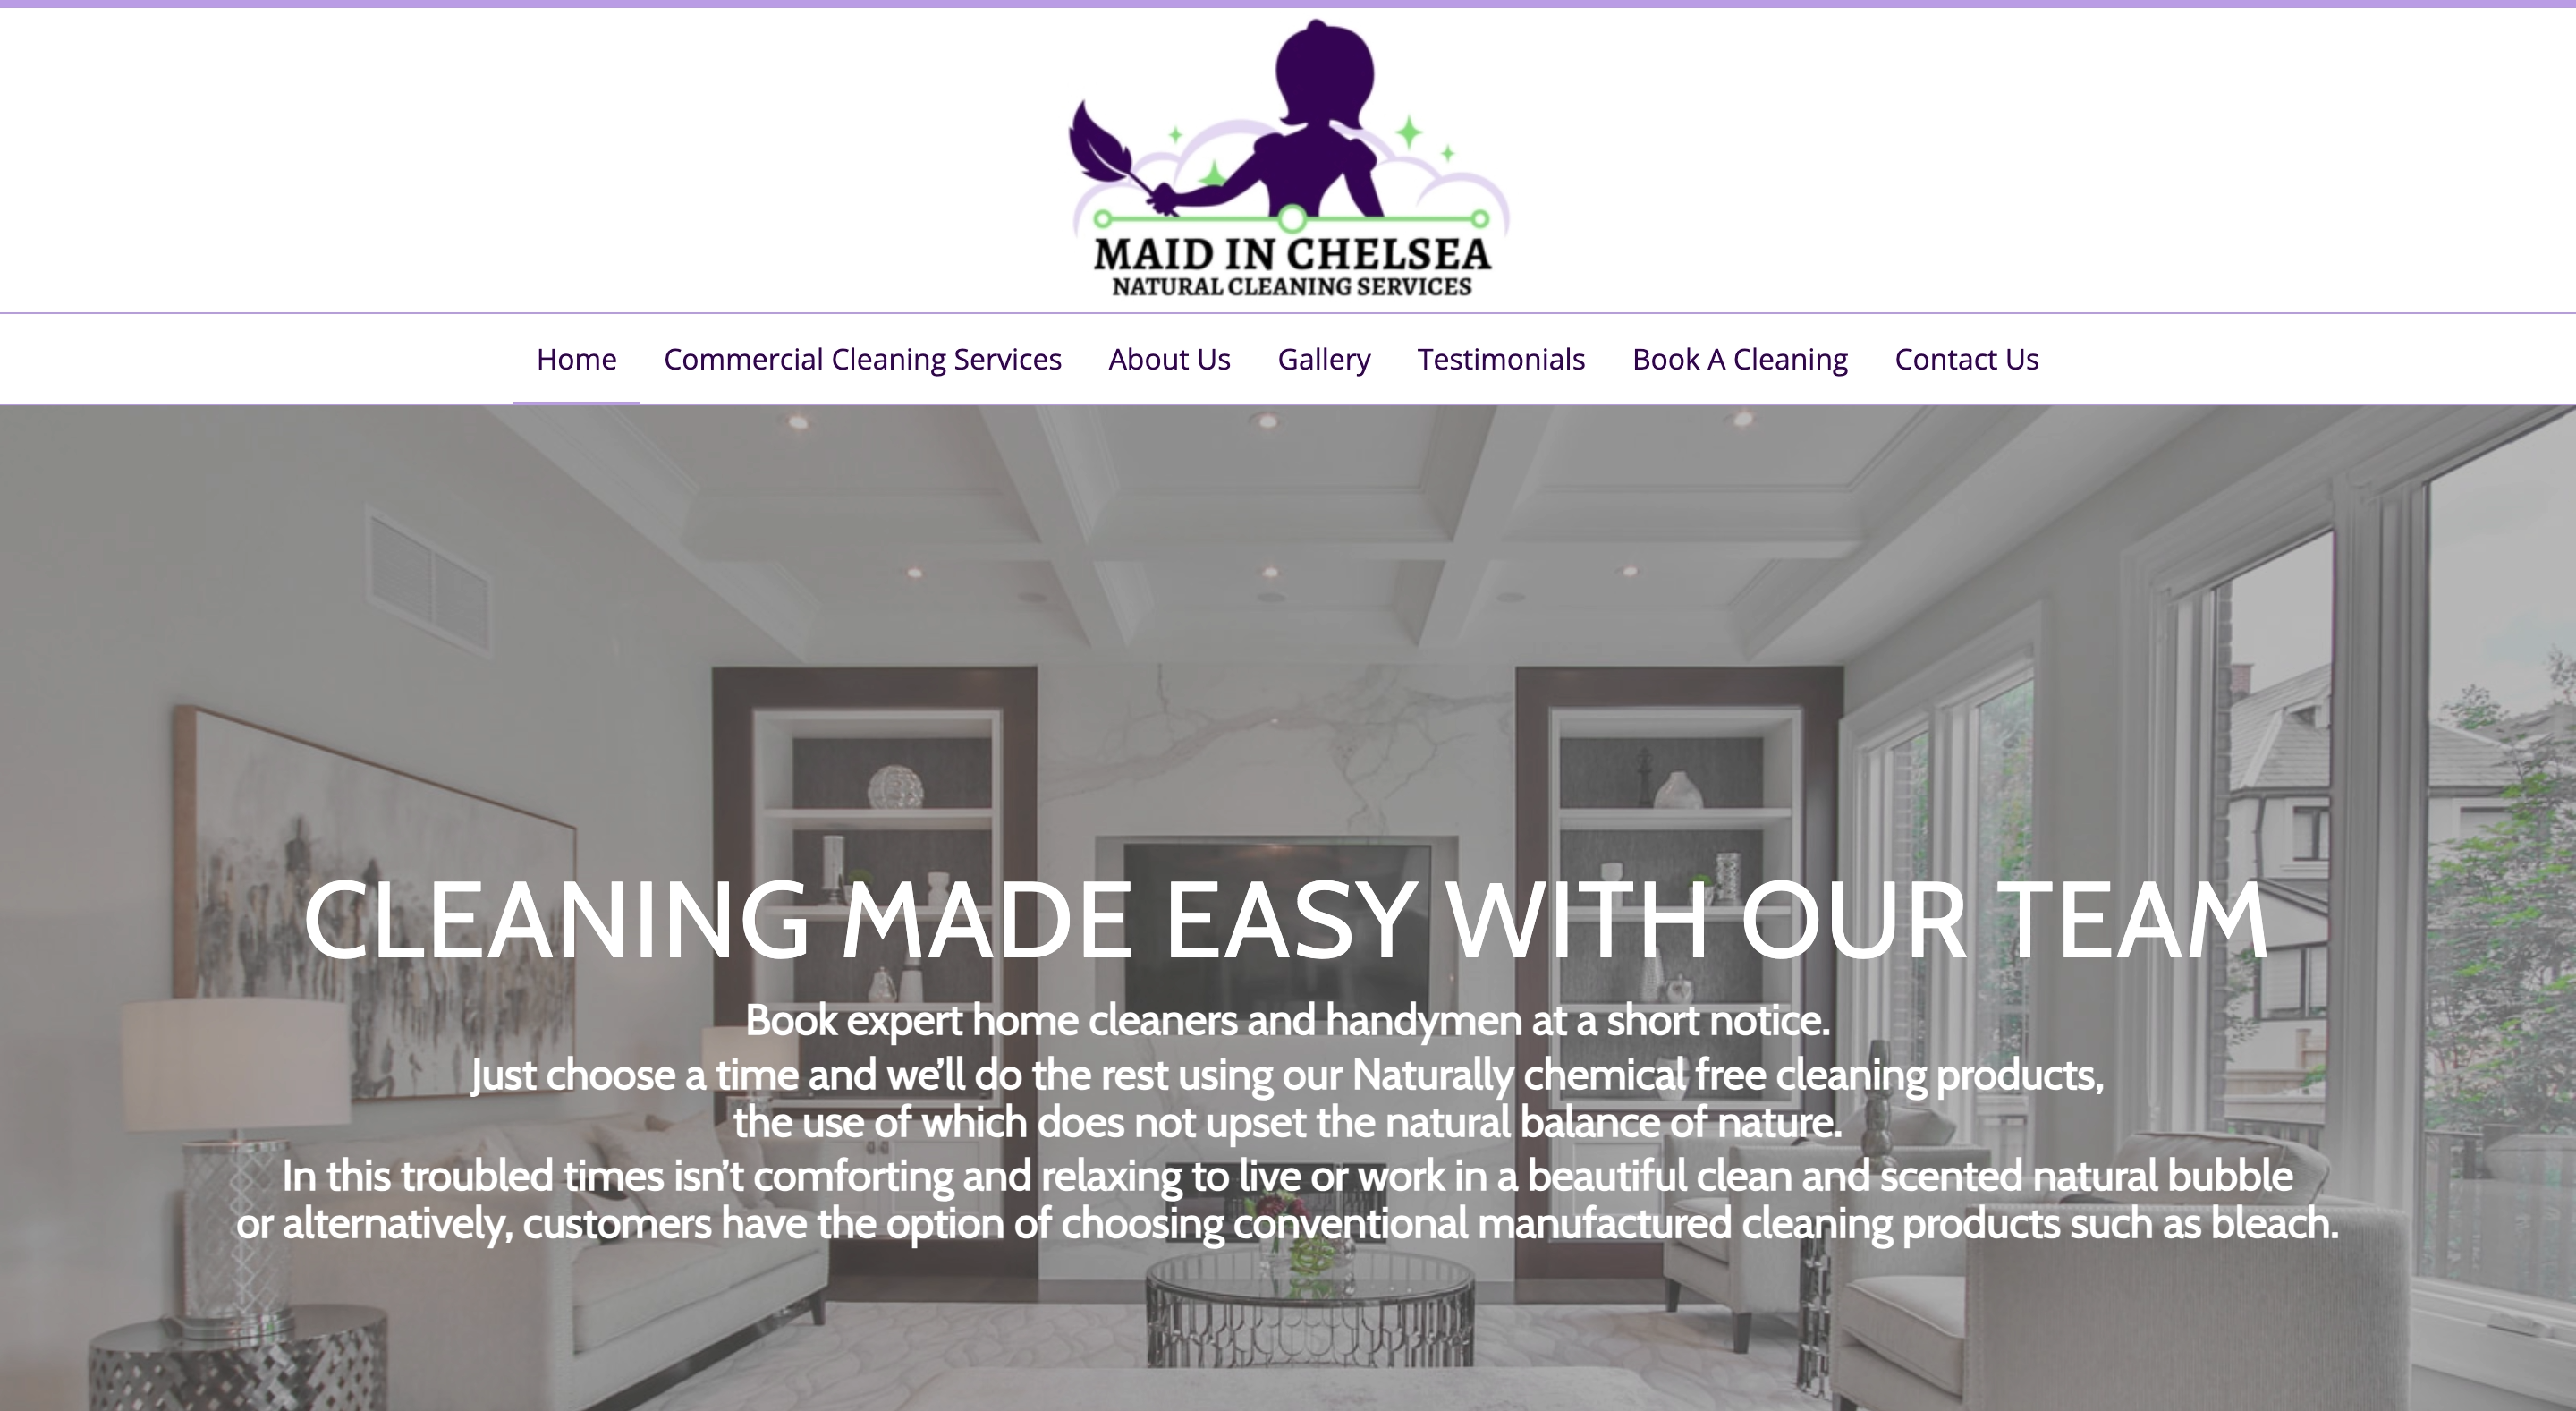 MAID IN CHELSEA
NATURAL CLEANING SERVICES
Home
Commercial Cleaning Services
About Us
Gallery
Testimonials
Book A Cleaning
Contact Us
CLEANING MADE EASY WITH OUR TEAM
Book expert home cleaners and handymen at a short notice.
Just choose a time and we’ll do the rest using our Naturally chemical free cleaning products,
the use of which does not upset the natural balance of nature.
In this troubled times isn’t comforting and relaxing to live or work in a beautiful clean and scented natural bubble
or alternatively, customers have the option of choosing conventional manufactured cleaning products such as bleach.